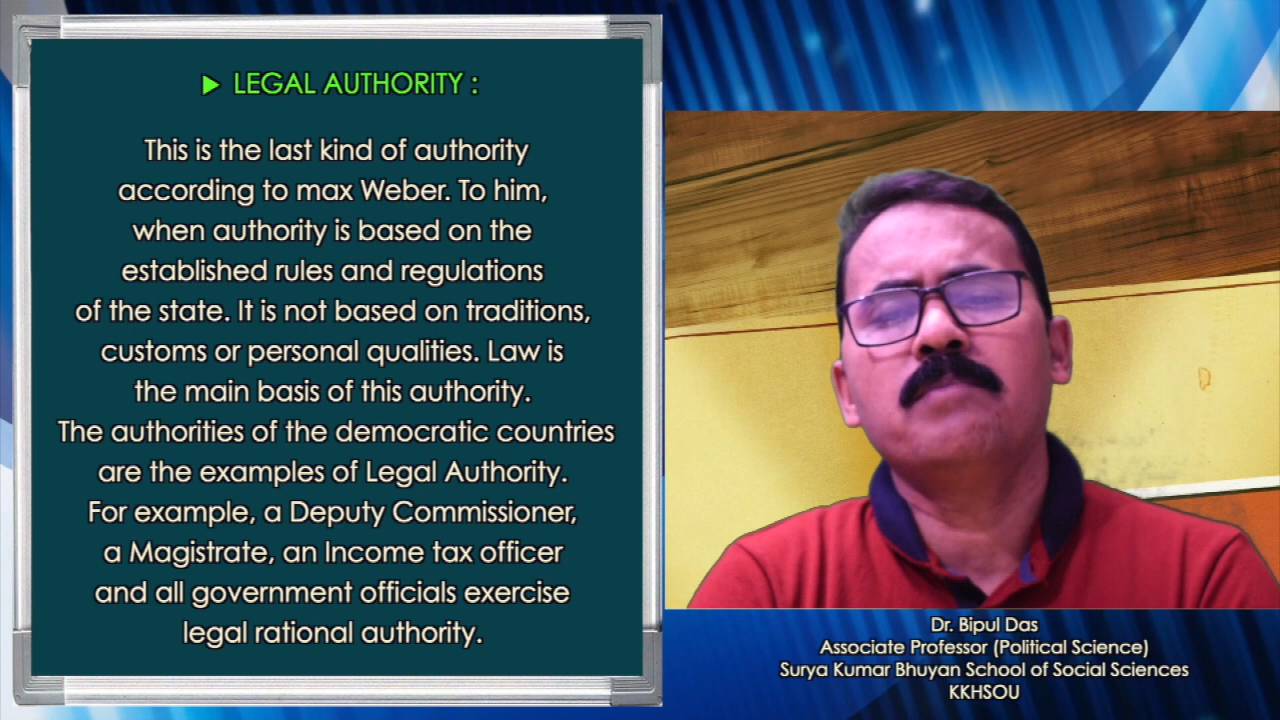 ► LEGAL AUTHORITY :
This is the last kind of authority
according to max Weber. To him,
when authority is based on the
established rules and regulations
of the state. It is not based on traditions,
customs or personal qualities. Law is
the main basis of this authority.
The authorities of the democratic countries
are the examples of Legal Authority.
For example, a Deputy Commissioner,
a Magistrate, an Income tax officer
and all government officials exercise
legal rational authority.
Dr. Bipul Das
Associate Professor (Political Science)
Surya Kumar Bhuyan School of Social Sciences
KKHSOU